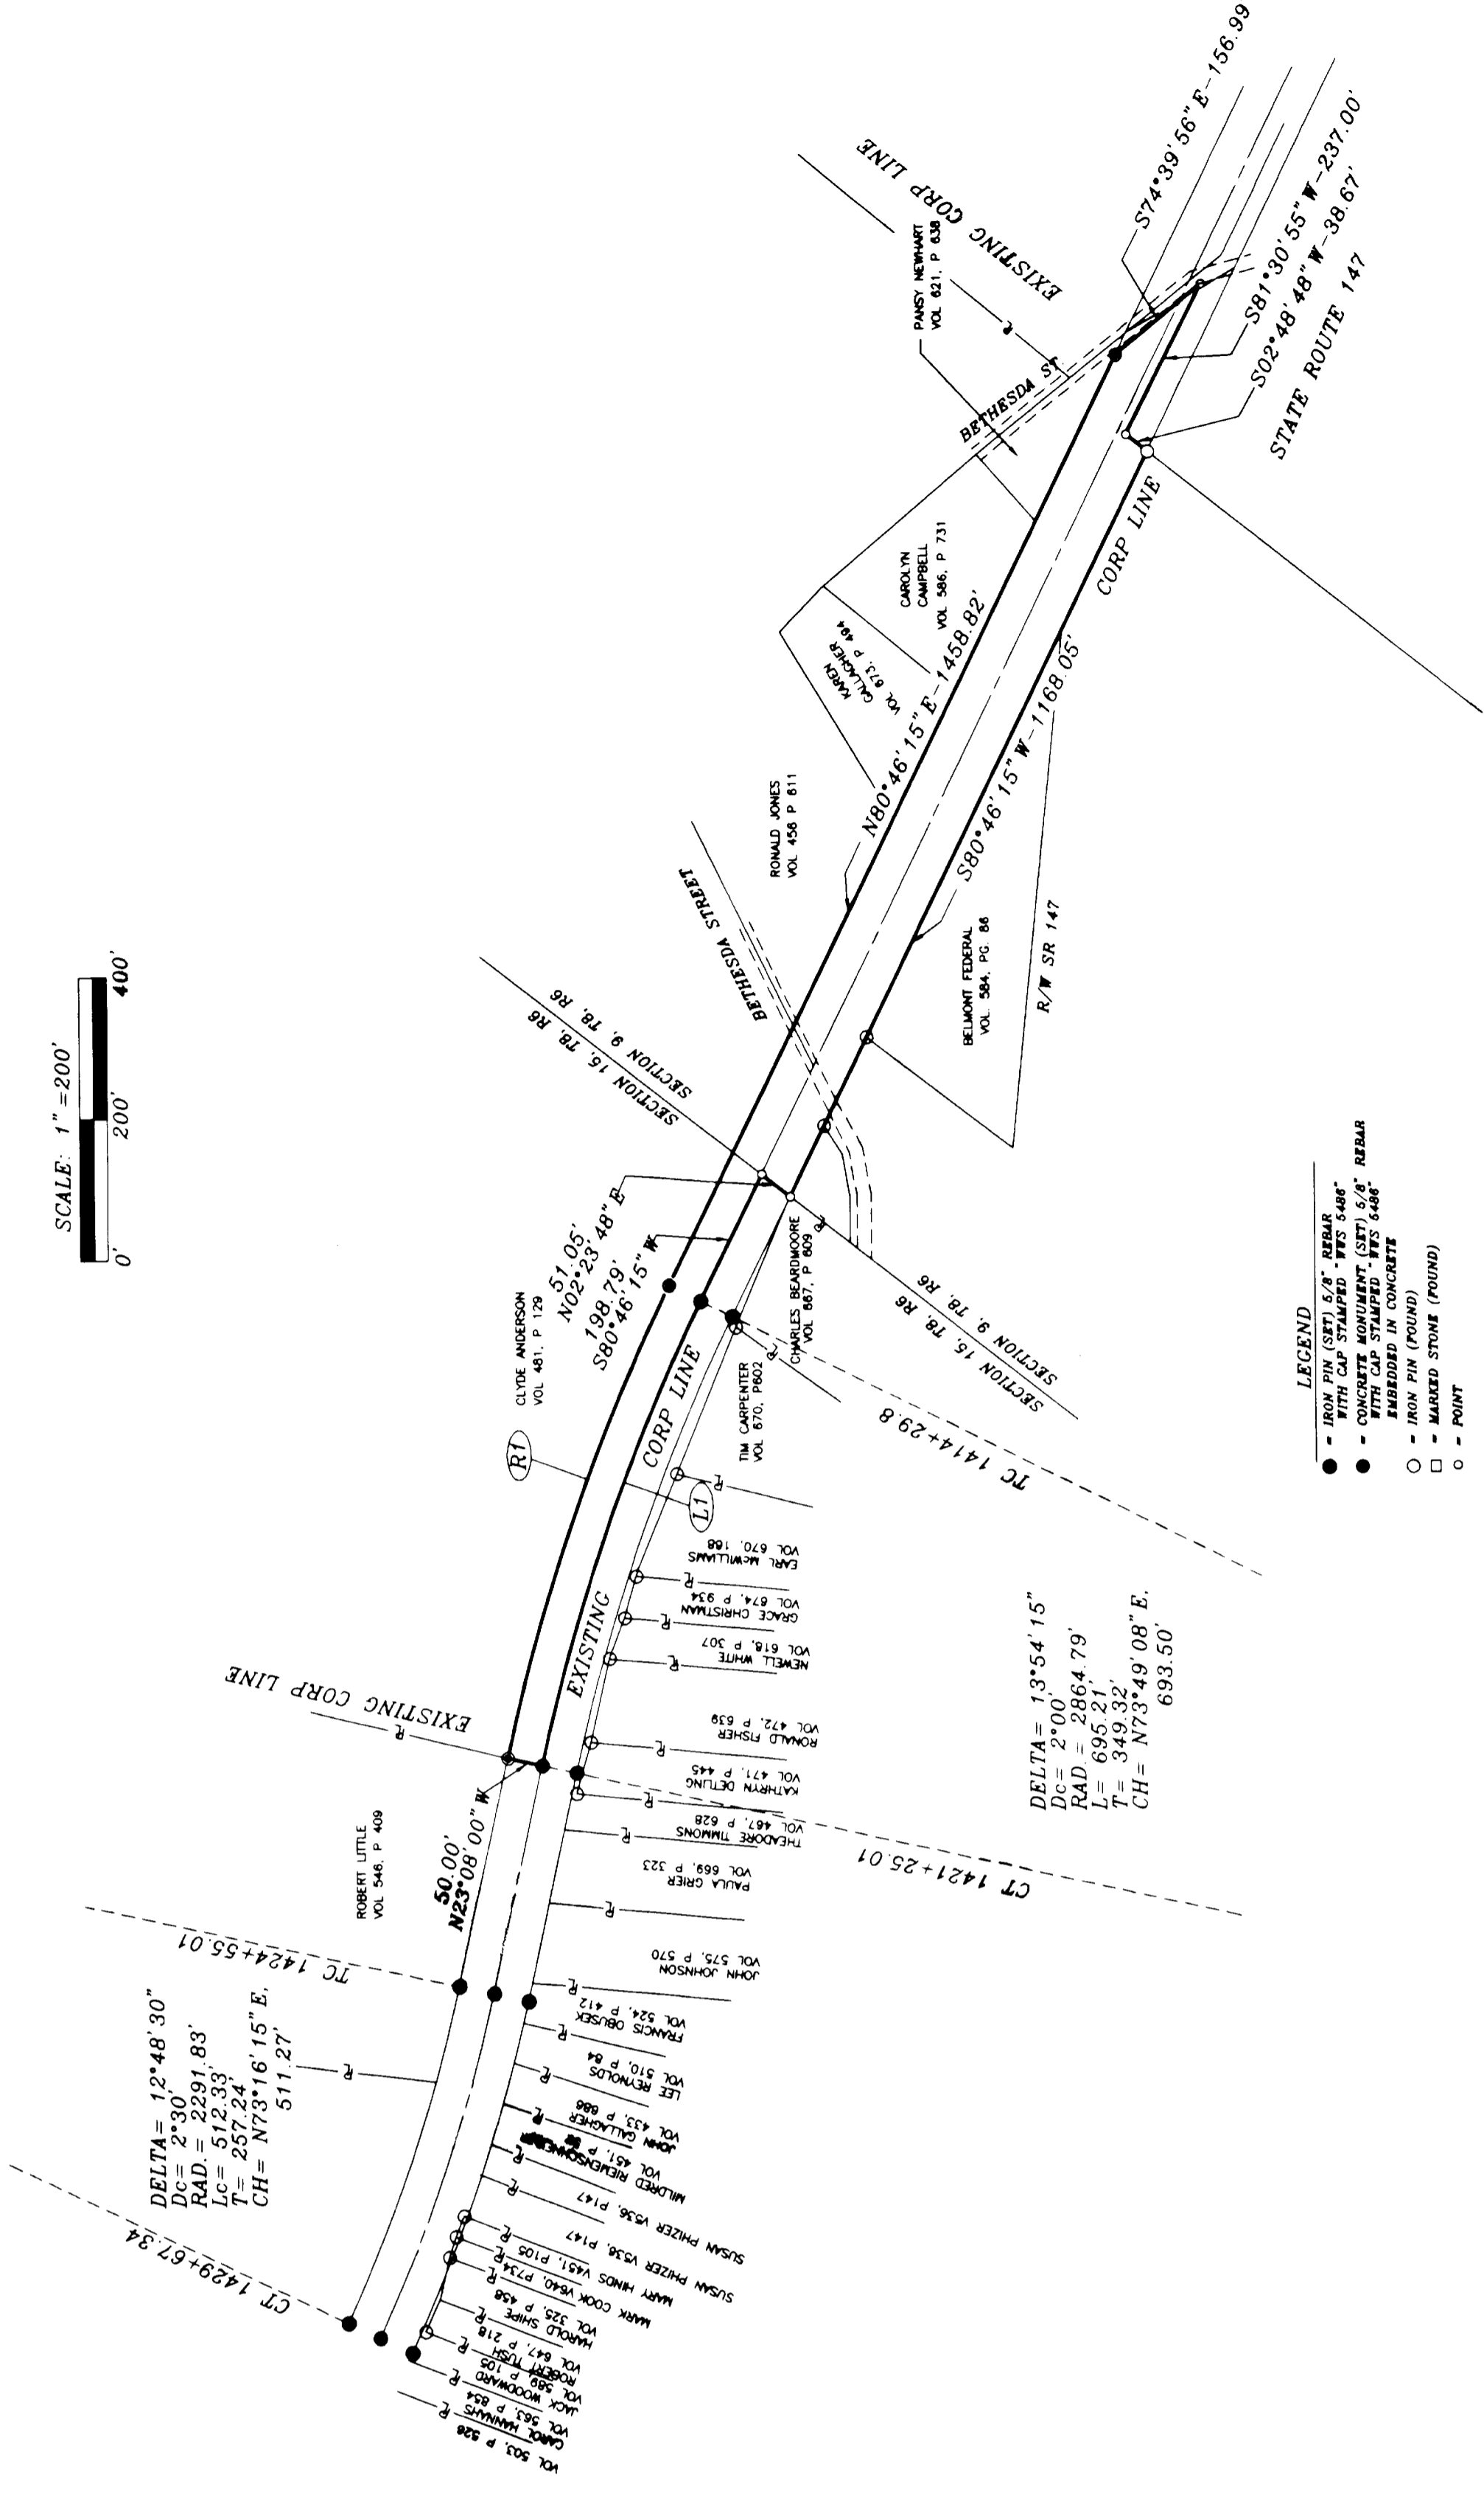 SCALE: 1" =200'
0'
200'
400'
EXISTING CORP LINE
PANSY NEWHART
VOL 621, P 638
BETHESDA ST.
S74°39'56"E-156.99
S81°30'55"W-237.00'
S02°48'48"W-38.67'
STATE ROUTE 147
CAROLYN
CAMPBELL
VOL 586, P 731
KAREN
GALLAGHER
VOL 673, P 494
N80°46'15"E-1458.82'
CORP LINE
S80°46'15"W-1168.05'
RONALD JONES
VOL 456 P 611
BETHESDA STREET
BELMONT FEDERAL
VOL. 584, PG. 86
R/W SR 147
SECTION 15, T8, R6
SECTION 9, T8, R6
51.05'
N02°23'48"E
198.79'
S80°46'15"W
CLYDE ANDERSON
VOL 481, P 129
R1
CHARLES BEARDMOORE
VOL 667, P 609
SECTION 15, T8, R6
SECTION 9, T8, R6
TIM CARPENTER
VOL 670, P602
CORP LINE
L1
TC 1414+29.8
EARL McWILLIAMS
VOL 670, 168
GRACE CHRISTMAN
VOL 674, P 934
NEWELL WHITE
VOL 618, P 307
EXISTING
RONALD FISHER
VOL 472, P 639
KATHRYN DETLING
VOL 471, P 445
THEADORE TIMMONS
VOL 467, P 628
PAULA GRIER
VOL 669, P 323
JOHN JOHNSON
VOL 575, P 570
EXISTING CORP LINE
ROBERT LITTLE
VOL 546, P 409
50.00'
N23°08'00"W
CT 1421+25.01
DELTA= 13°54'15"
Dc= 2°00'
RAD.= 2864.79'
L= 695.21'
T= 349.32'
CH= N73°49'08"E,
693.50'
TC 1424+55.01
DELTA= 12°48'30"
Dc= 2°30'
RAD.= 2291.83'
Lc= 512.33'
T= 257.24'
CH= N73°16'15"E,
511.27'
CT 1429+67.34
FRANCIS OBUSEK
VOL 524, P 412
LEE REYNOLDS
VOL 510, P 84
JOHN GALLAGHER
VOL 433, P 686
MILDRED
VOL 451, P
SUSAN PHIZER V536, P147
SUSAN PHIZER V536, P147
MARY HINDS V451, P105
MARK COOK V640, P734
HAROLD SHIPE
VOL 325, P 458
ROBERT TUSH
VOL 647, P 218
JACK WOODWARD
VOL 589 P 105
CAROL HANNAHS
VOL 563, P 854
VOL 503, P 526
LEGEND
- IRON PIN (SET) 5/8" REBAR
WITH CAP STAMPED "WVS 5486"
- CONCRETE MONUMENT (SET) 5/8" REBAR
WITH CAP STAMPED "WVS 5486"
EMBEDDED IN CONCRETE
- IRON PIN (FOUND)
- MARKED STONE (FOUND)
- POINT